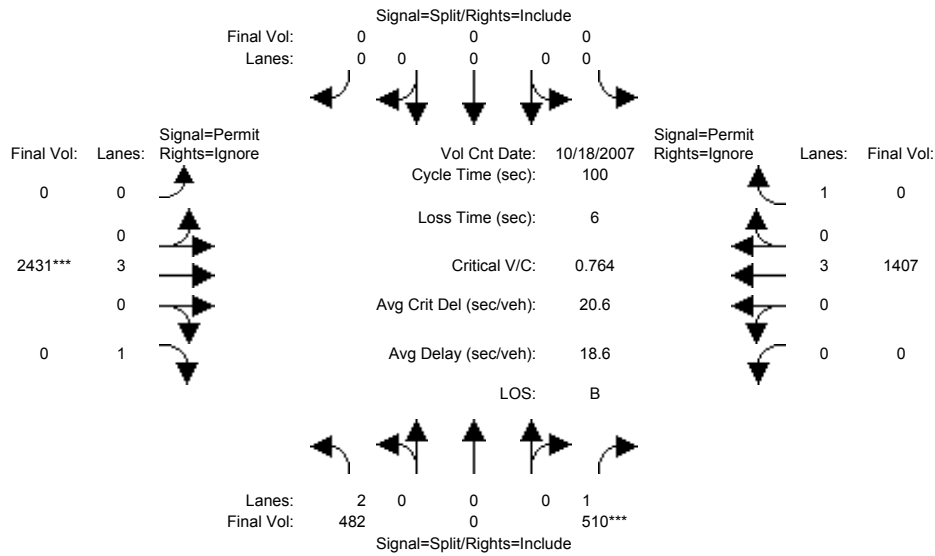 Signal=Split/Rights=Include
Final Vol: 0 0 0
Lanes: 0 0 0 0 0
Signal=Permit Signal=Permit
Final Vol: Lanes: Rights=Ignore Vol Cnt Date: 10/18/2007 Rights=Ignore Lanes: Final Vol:
Cycle Time (sec): 100
0 0 1 0
Loss Time (sec): 6
0 0
2431*** 3 Critical V/C: 0.764 3 1407
0 Avg Crit Del (sec/veh): 20.6 0
0 1 Avg Delay (sec/veh): 18.6 0 0
LOS: B
Lanes: 2 0 0 0 1
Final Vol: 482 0 510***
Signal=Split/Rights=Include